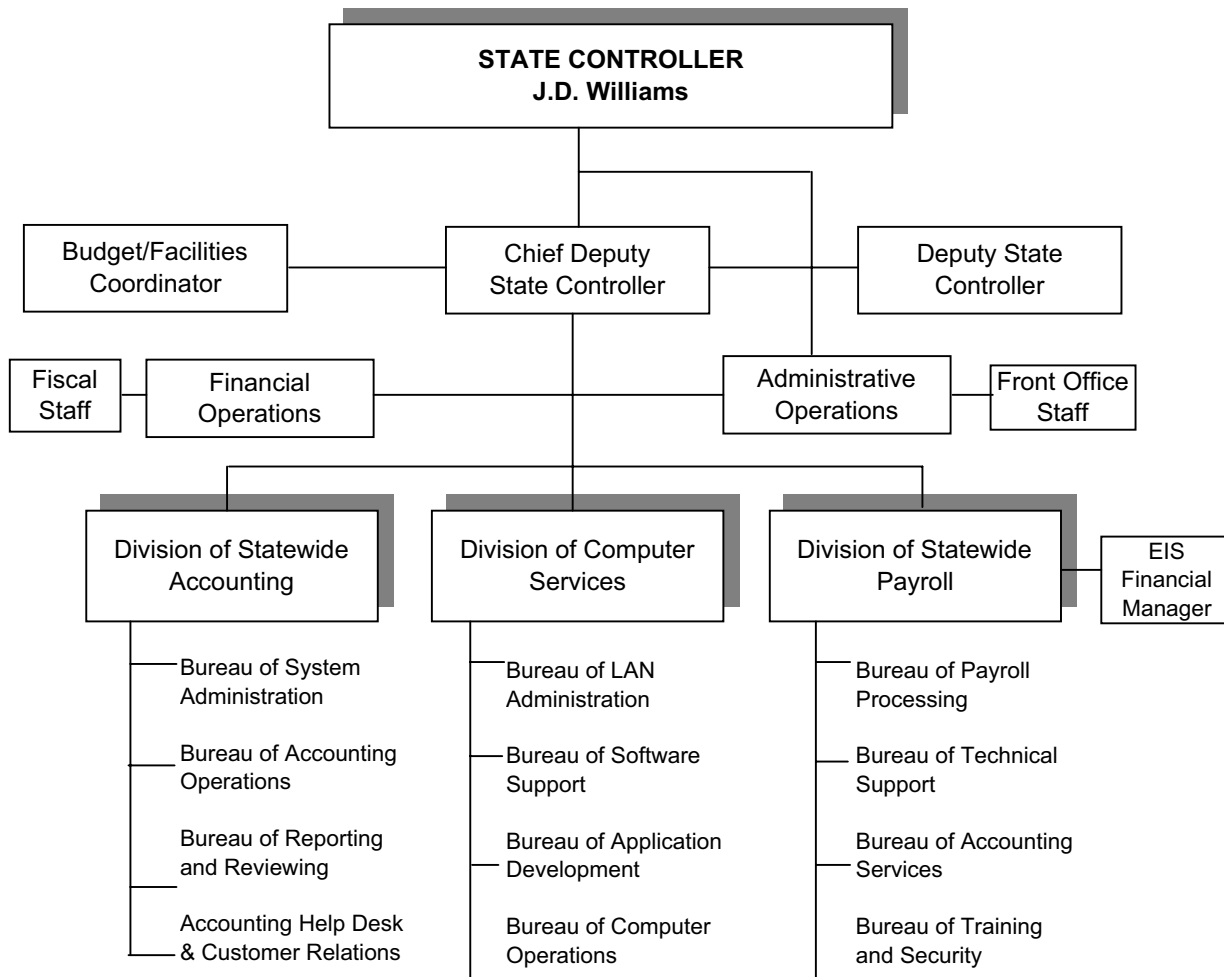 STATE CONTROLLER
J.D. Williams
Budget/Facilities
Coordinator
Chief Deputy
State Controller
Deputy State
Controller
Fiscal
Staff
Financial
Operations
Administrative
Operations
Front Office
Staff
Division of Statewide
Accounting
Division of Computer
Services
Division of Statewide
Payroll
EIS
Financial
Manager
Bureau of System
Administration
Bureau of Accounting
Operations
Bureau of Reporting
and Reviewing
Accounting Help Desk
& Customer Relations
Bureau of LAN
Administration
Bureau of Software
Support
Bureau of Application
Development
Bureau of Computer
Operations
Bureau of Payroll
Processing
Bureau of Technical
Support
Bureau of Accounting
Services
Bureau of Training
and Security